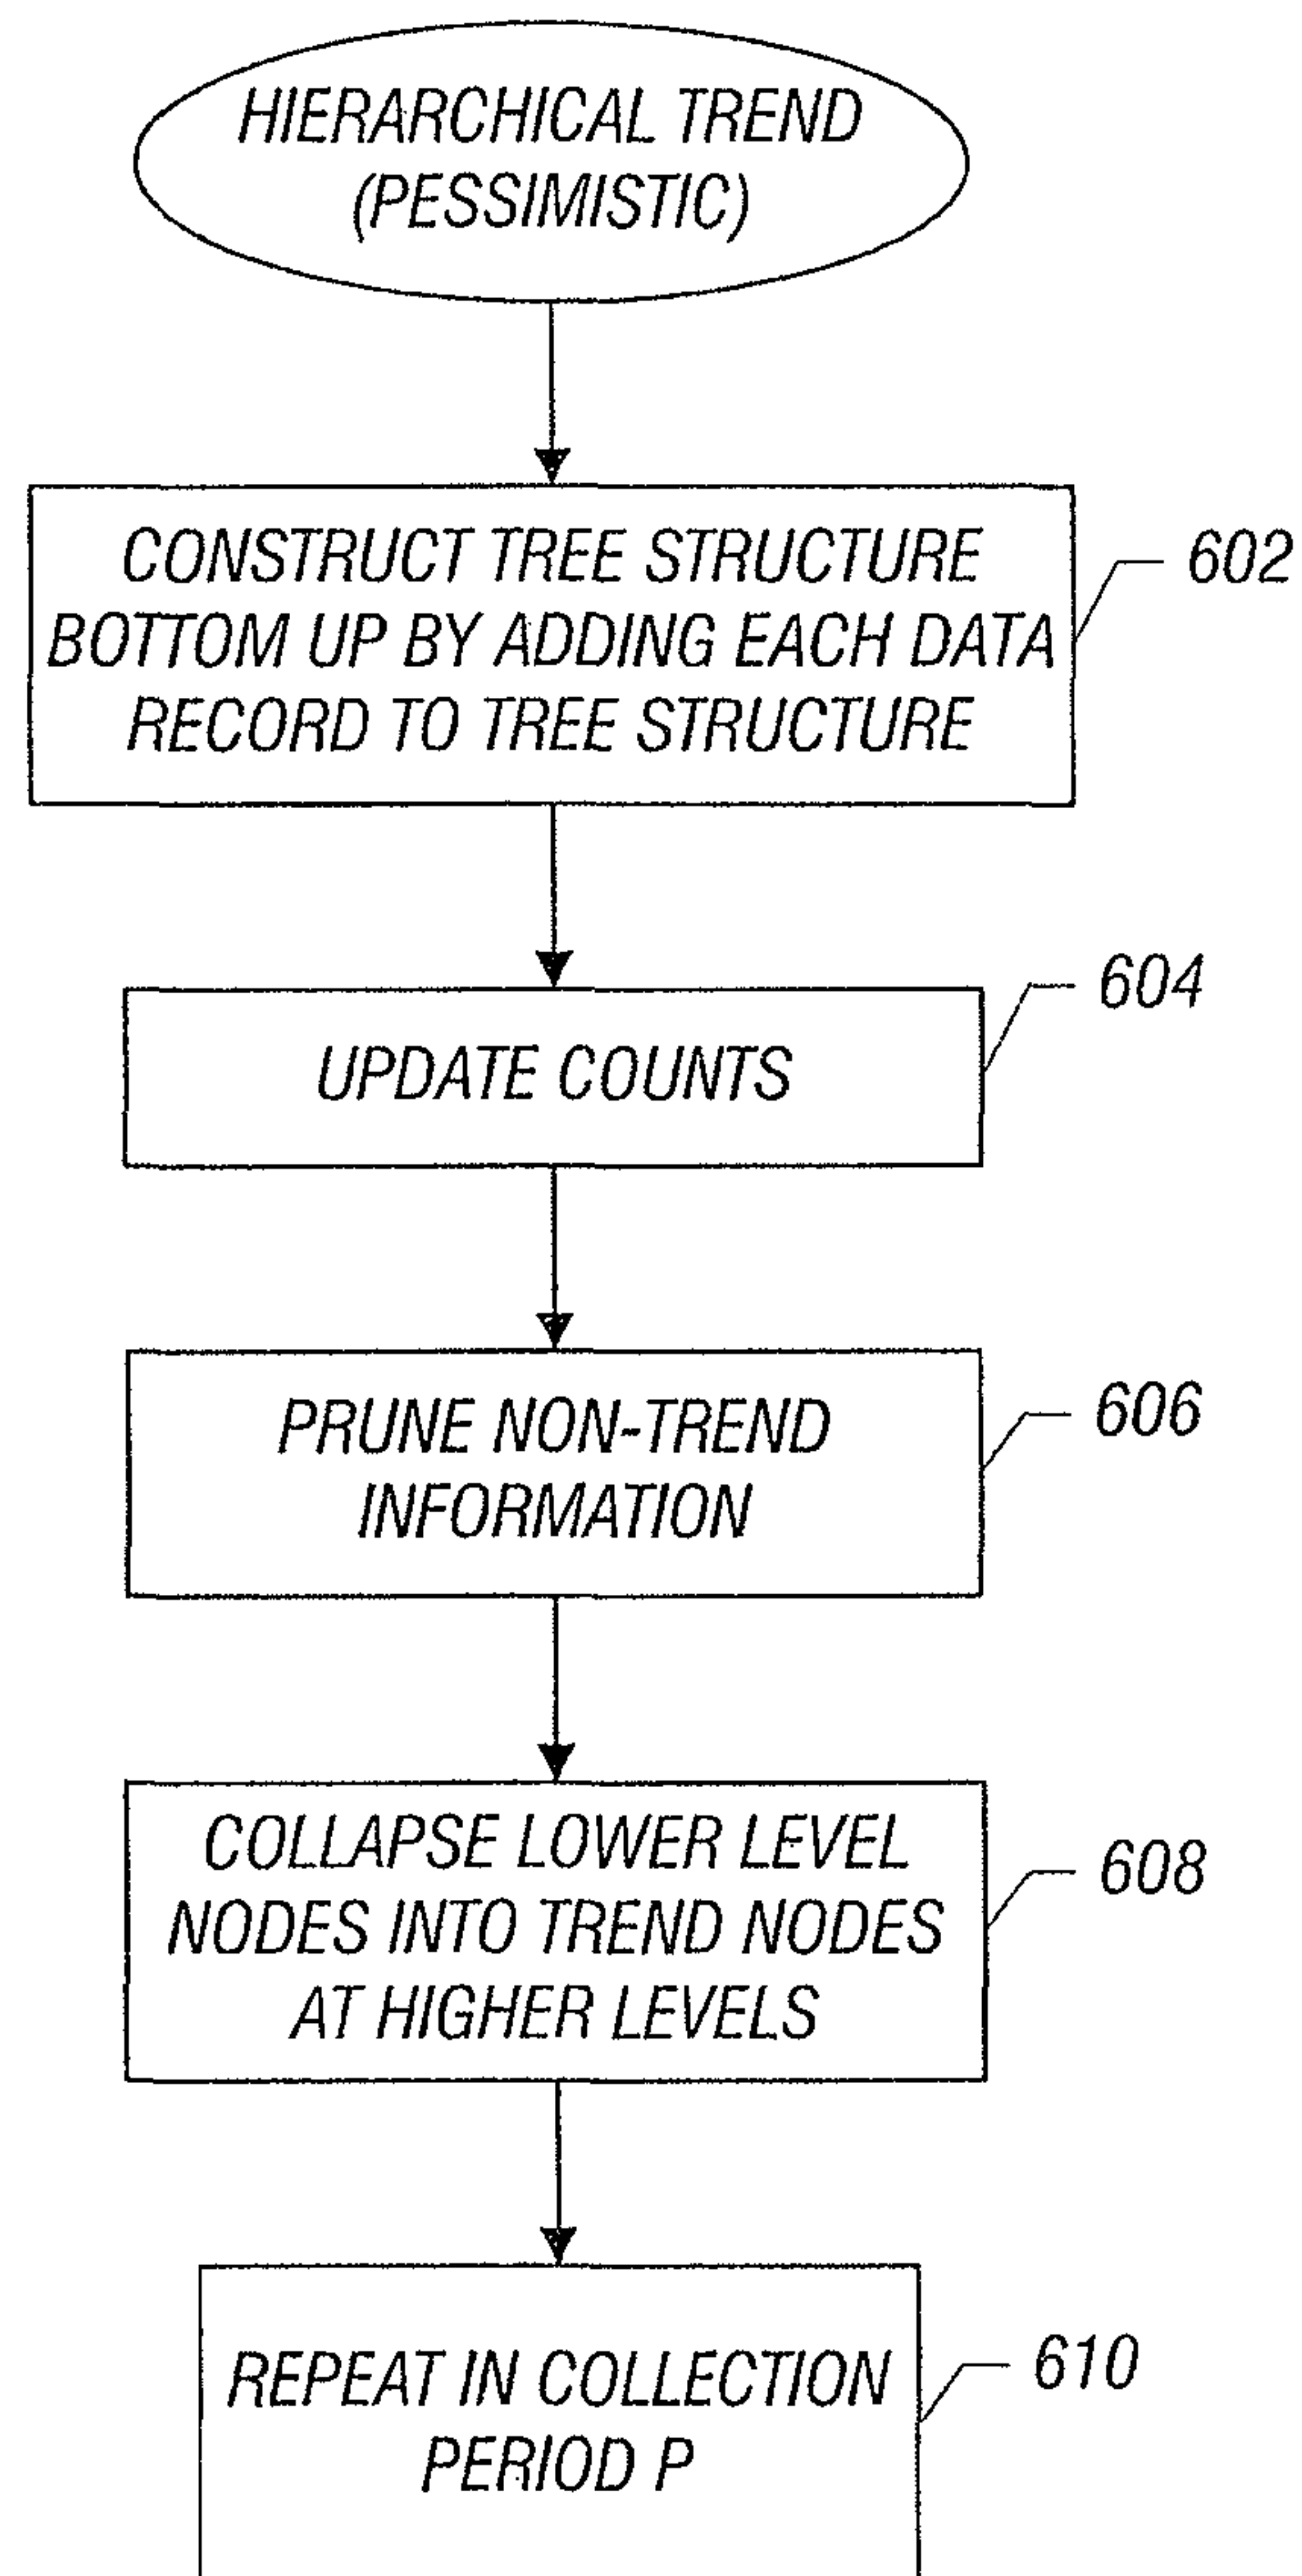 HIERARCHICAL TREND
(PESSIMISTIC)
CONSTRUCT TREE STRUCTURE
BOTTOM UP BY ADDING EACH DATA
RECORD TO TREE STRUCTURE
602
UPDATE COUNTS
604
PRUNE NON-TREND
INFORMATION
606
COLLAPSE LOWER LEVEL
NODES INTO TREND NODES
AT HIGHER LEVELS
608
REPEAT IN COLLECTION
PERIOD P
610